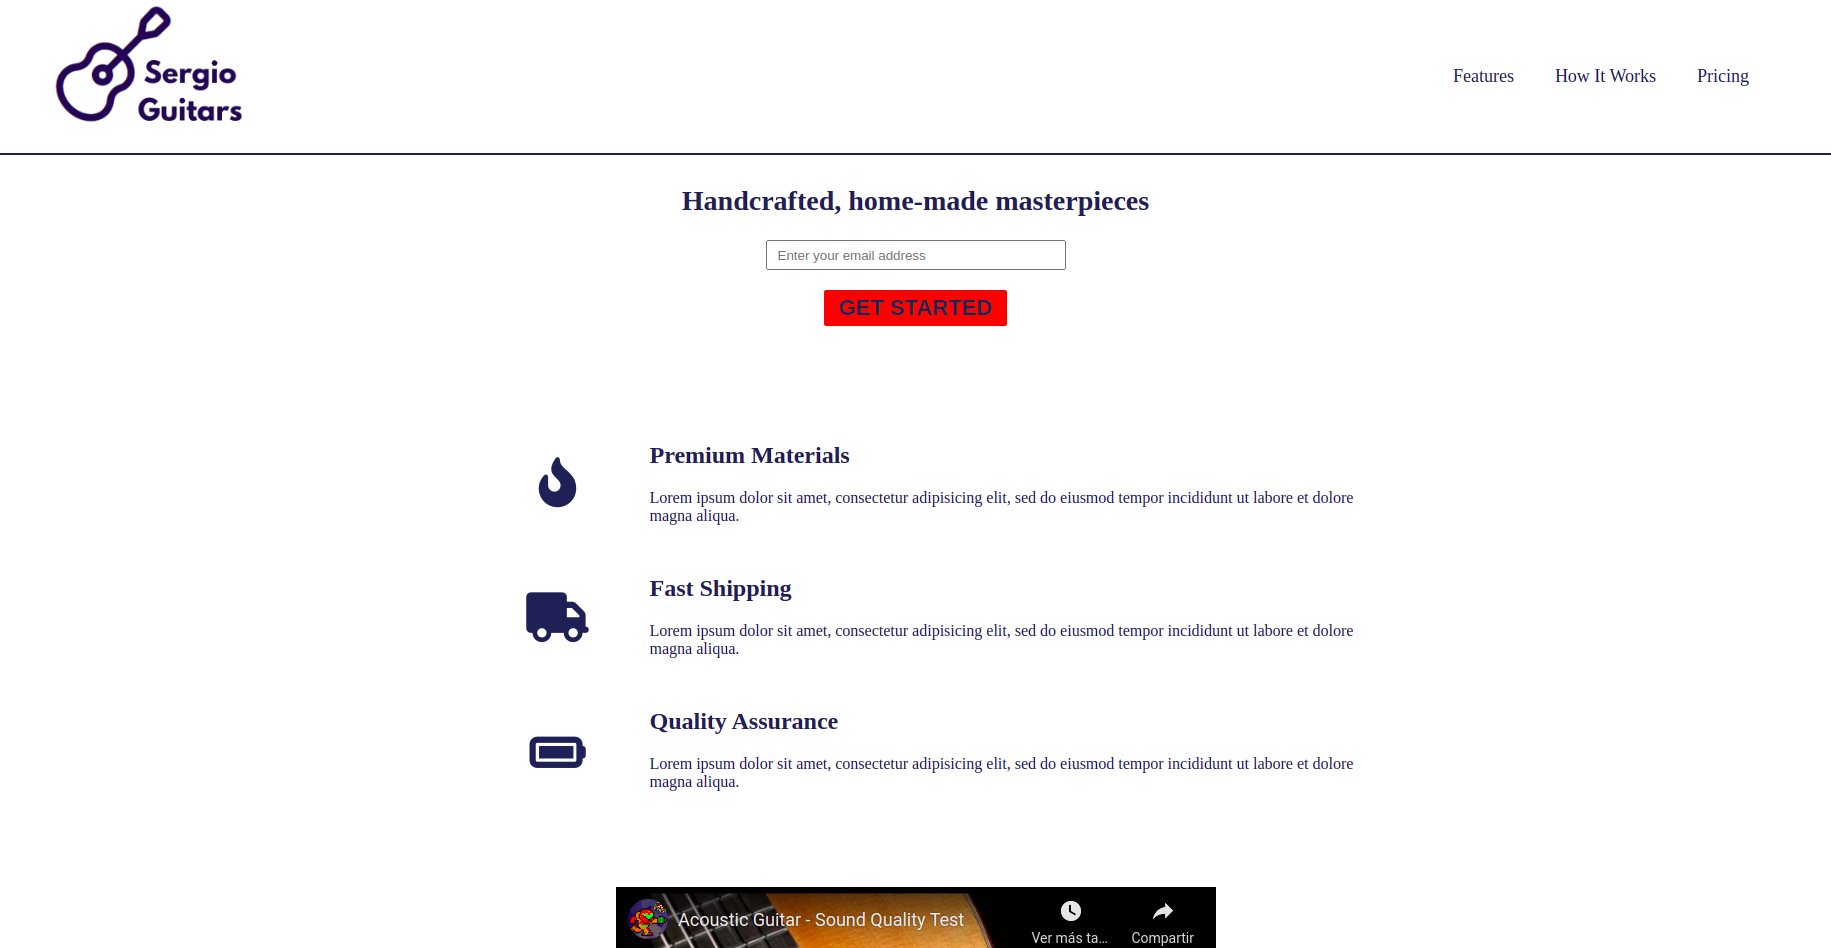 Sergio
Guitars
Features How It Works Pricing
Handcrafted, home-made masterpieces
Enter your email address
GET STARTED
Premium Materials
Lorem ipsum dolor sit amet, consectetur adipisicing elit, sed do eiusmod tempor incididunt ut labore et dolore
magna aliqua.
Fast Shipping
Lorem ipsum dolor sit amet, consectetur adipisicing elit, sed do eiusmod tempor incididunt ut labore et dolore
magna aliqua.
Quality Assurance
Lorem ipsum dolor sit amet, consectetur adipisicing elit, sed do eiusmod tempor incididunt ut labore et dolore
magna aliqua.
Acoustic Guitar - Sound Quality Test
Ver más ta... Compartir